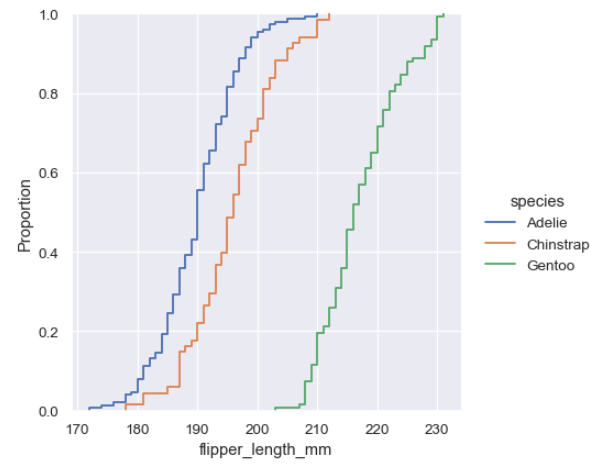 1.0
0.8
0.6
0.4
0.2
0.0
Proportion
170 180 190 200 210 220 230
flipper_length_mm
species
Adelie
Chinstrap
Gentoo